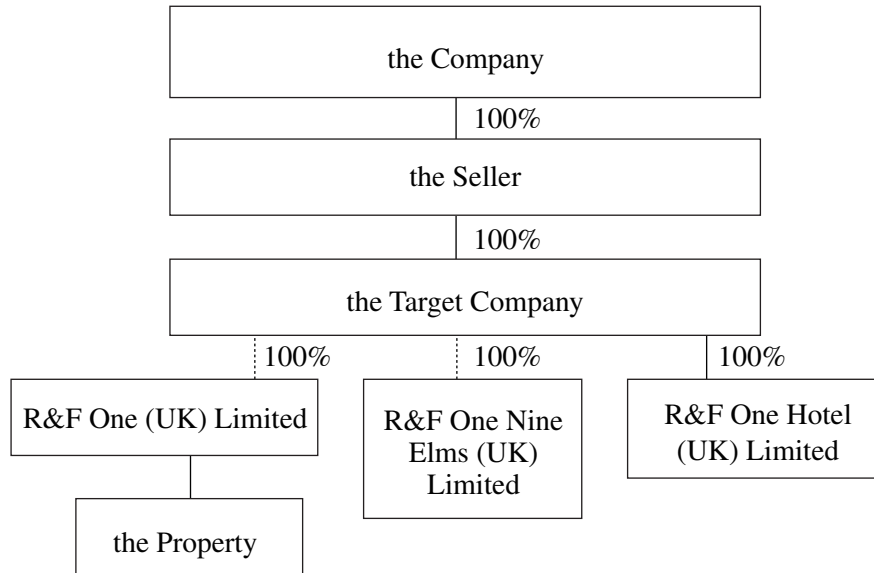 the Company
100%
the Seller
100%
the Target Company
100%
100%
100%
R&F One (UK) Limited
R&F One Nine
Elms (UK)
Limited
R&F One Hotel
(UK) Limited
the Property